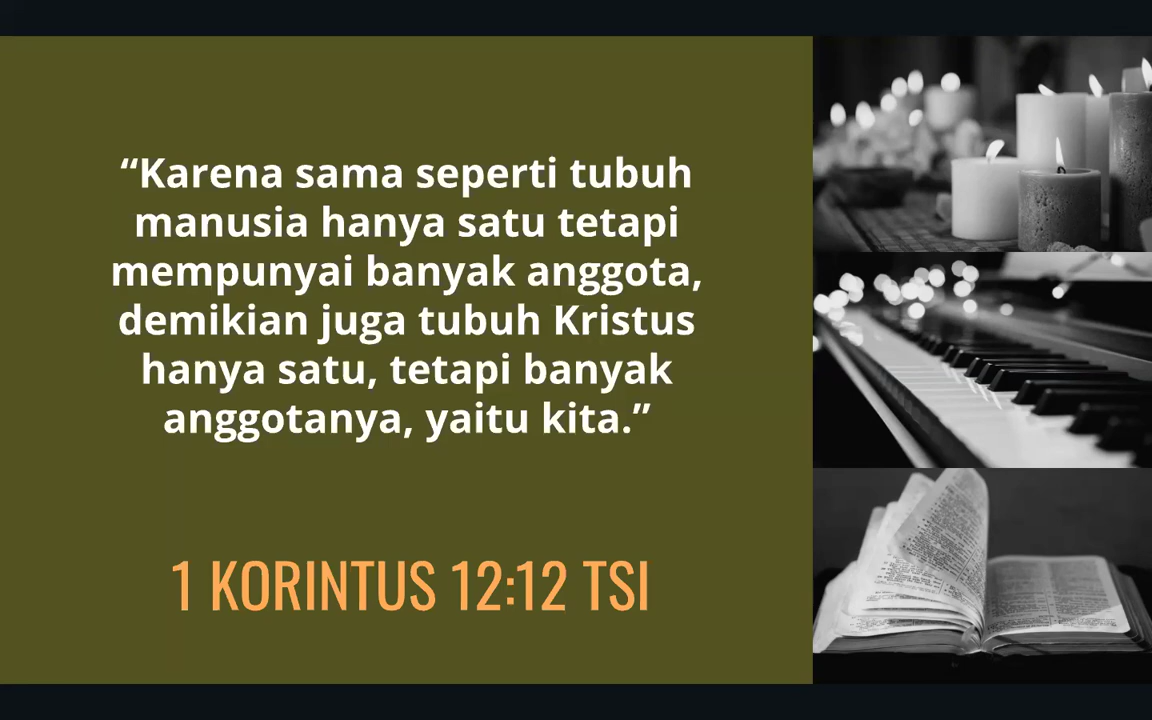 “Karena sama seperti tubuh
manusia hanya satu tetapi
mempunyai banyak anggota,
demikian juga tubuh Kristus
hanya satu, tetapi banyak
anggotanya, yaitu kita.”
1 KORINTUS 12:12 TSI